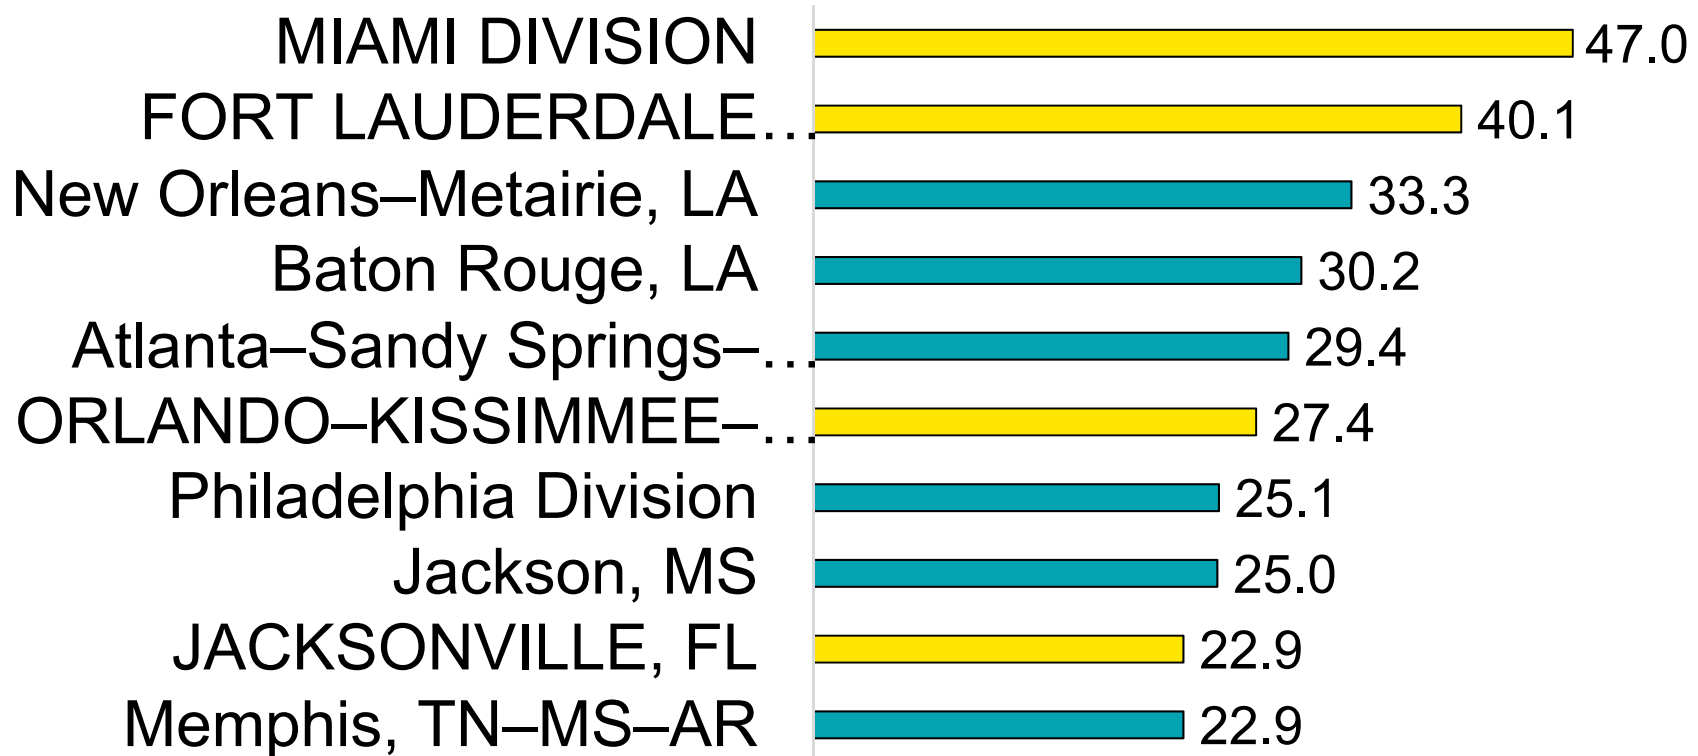 MIAMI DIVISION 47.0
FORT LAUDERDALE… 40.1
New Orleans–Metairie, LA 33.3
Baton Rouge, LA 30.2
Atlanta–Sandy Springs–… 29.4
ORLANDO–KISSIMMEE–… 27.4
Philadelphia Division 25.1
Jackson, MS 25.0
JACKSONVILLE, FL 22.9
Memphis, TN–MS–AR 22.9